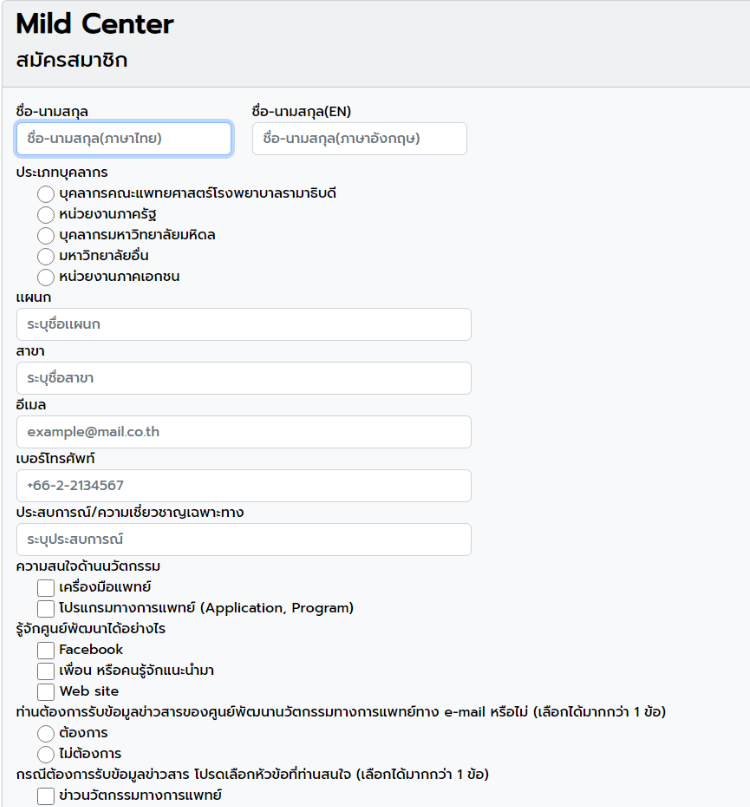 Mild Center
สมัครสมาชิก
ชื่อ-นามสกุล ชื่อ-นามสกุล(EN)
ชื่อ-นามสกุล(ภาษาไทย) ชื่อ-นามสกุล(ภาษาอังกฤษ)
ประเภทบุคลากร
บุคลากรคณะแพทยศาสตร์โรงพยาบาลรามาธิบดี
หน่วยงานภาครัฐ
บุคลากรมหาวิทยาลัยมหิดล
มหาวิทยาลัยอื่น
หน่วยงานภาคเอกชน
แผนก
ระบุชื่อแผนก
สาขา
ระบุชื่อสาขา
อีเมล
example@mail.co.th
เบอร์โทรศัพท์
+66-2-2134567
ประสบการณ์/ความเชี่ยวชาญเฉพาะทาง
ระบุประสบการณ์
ความสนใจด้านนวัตกรรม
เครื่องมือแพทย์
โปรแกรมทางการแพทย์ (Application, Program)
รู้จักศูนย์พัฒนาได้อย่างไร
Facebook
เพื่อน หรือคนรู้จักแนะนำมา
Web site
ท่านต้องการรับข้อมูลข่าวสารของศูนย์พัฒนานวัตกรรมทางการแพทย์ทาง e-mail หรือไม่ (เลือกได้มากกว่า 1 ข้อ)
ต้องการ
ไม่ต้องการ
กรณีต้องการรับข้อมูลข่าวสาร โปรดเลือกหัวข้อที่ท่านสนใจ (เลือกได้มากกว่า 1 ข้อ)
ข่าวนวัตกรรมทางการแพทย์